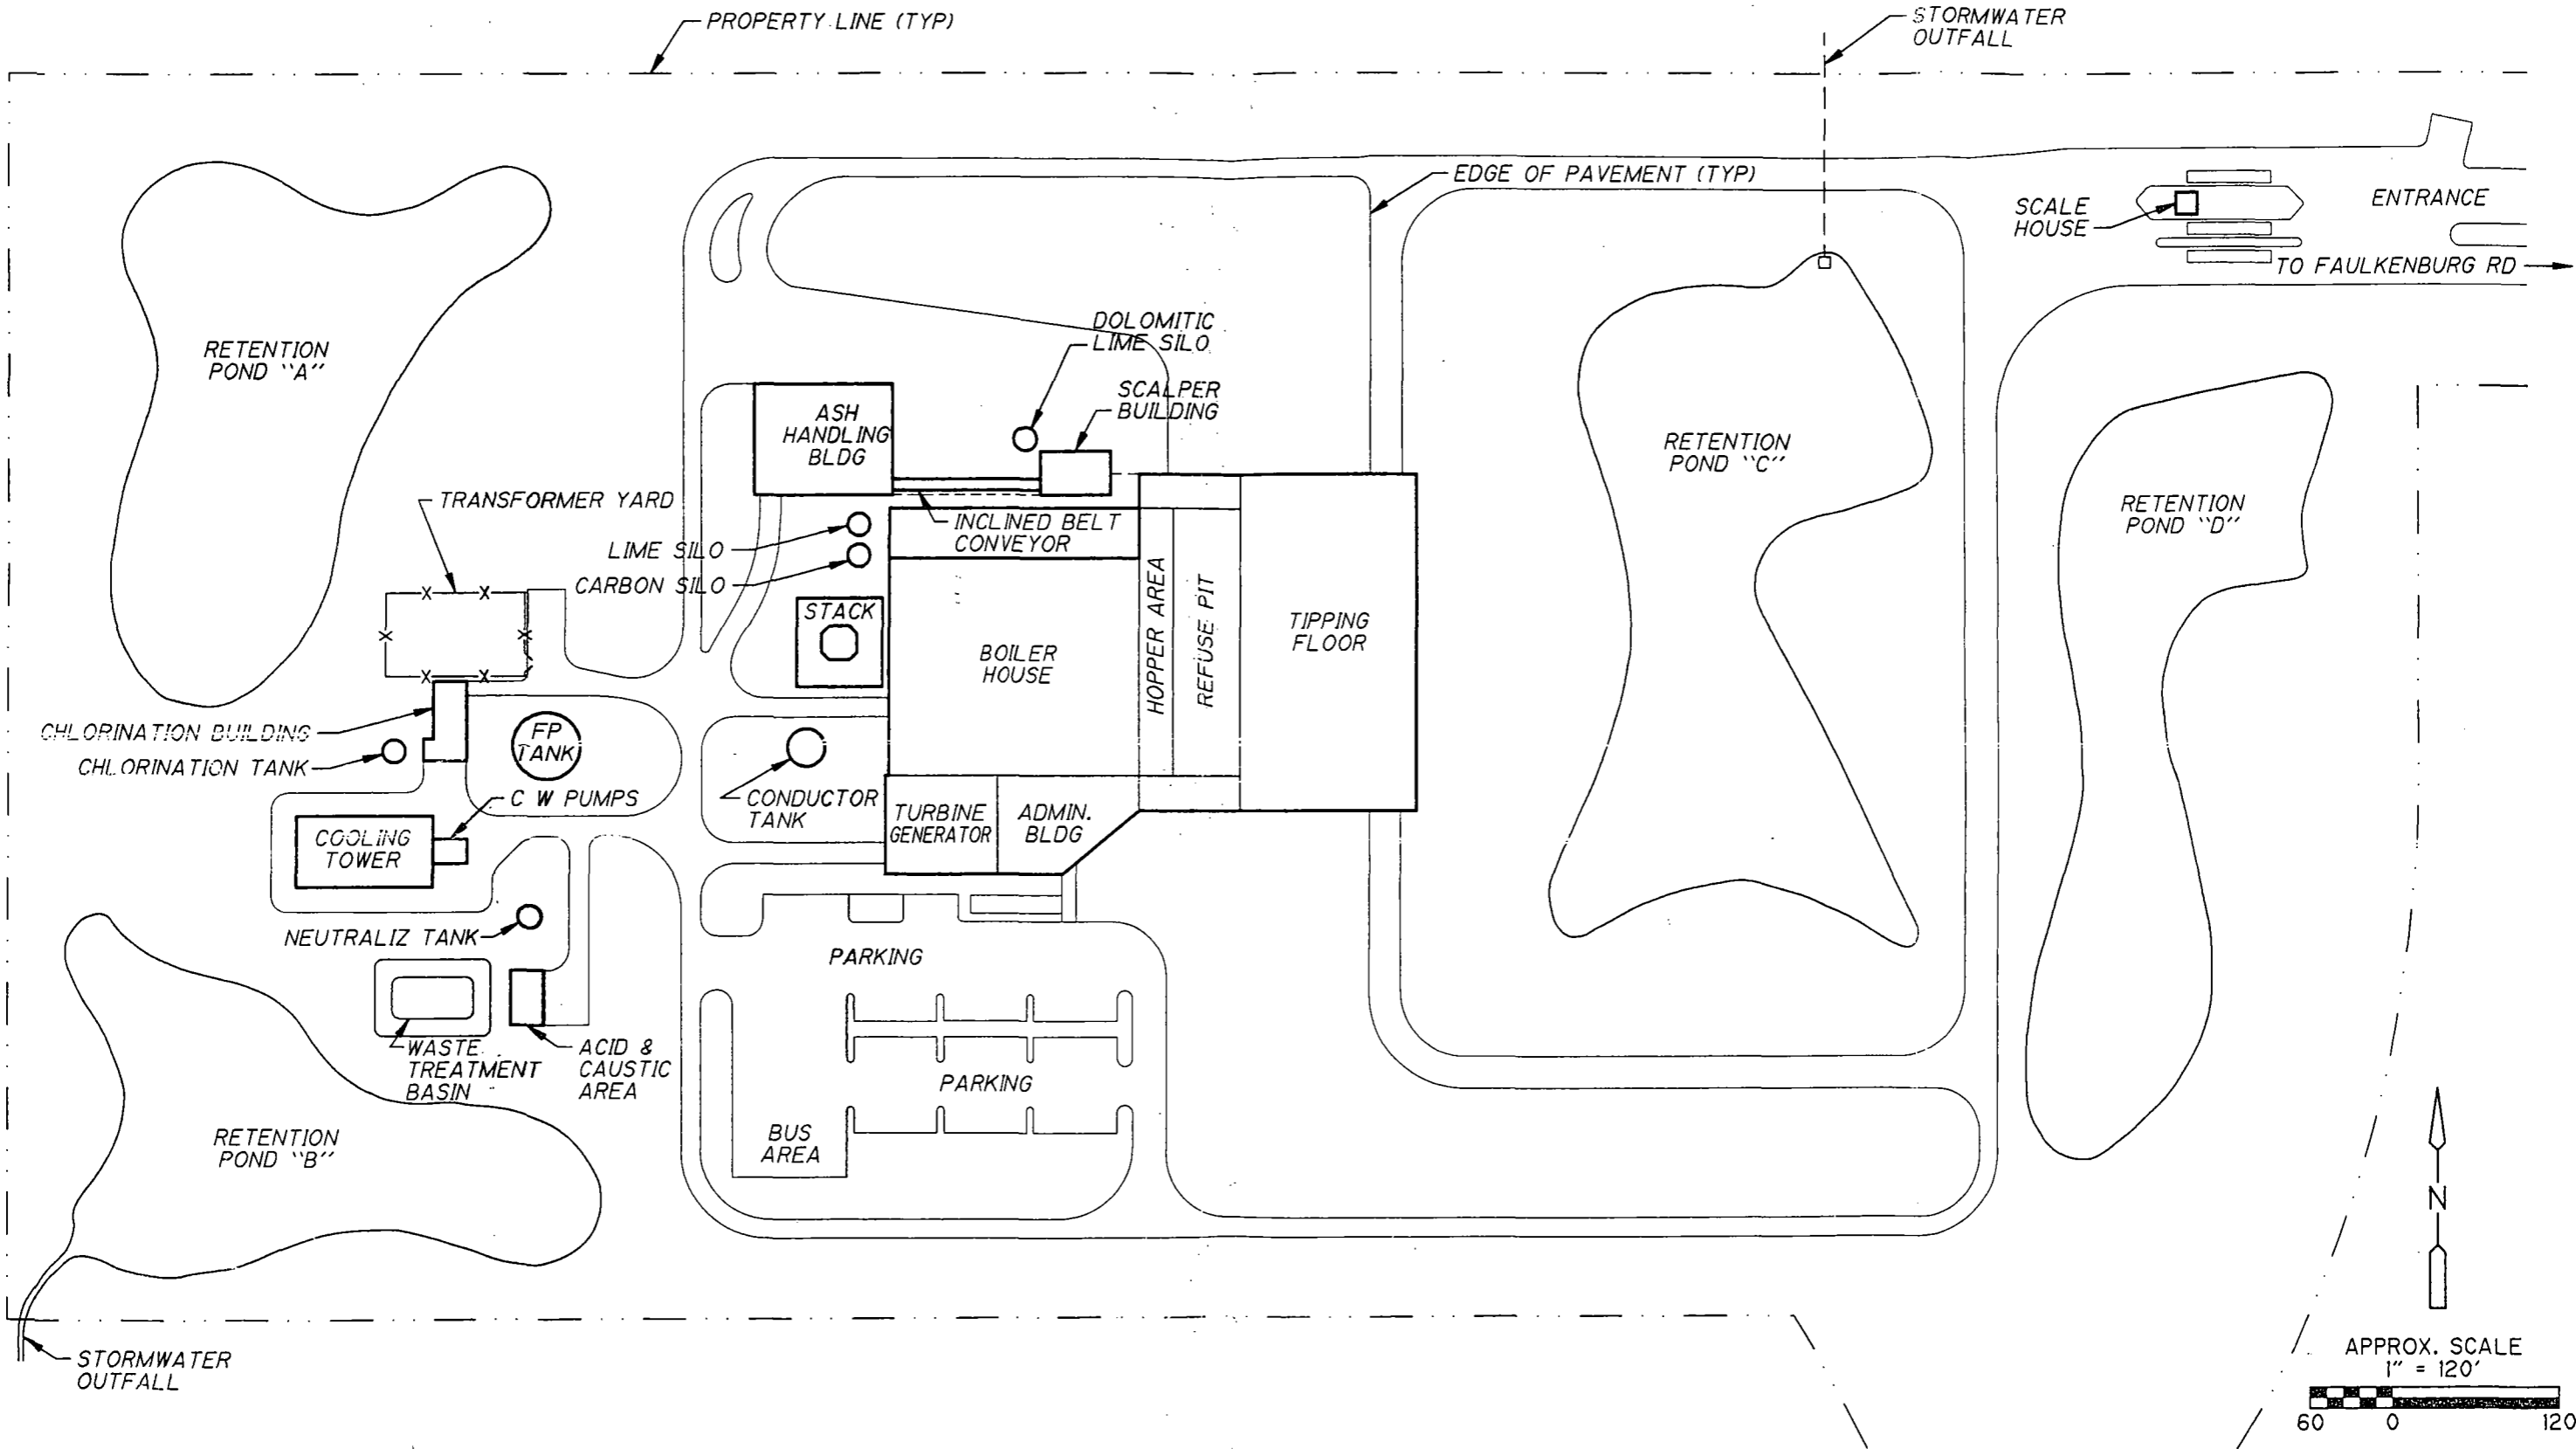 PROPERTY LINE (TYP)
STORMWATER
OUTFALL
EDGE OF PAVEMENT (TYP)
SCALE
HOUSE
ENTRANCE
TO FAULKENBURG RD
RETENTION
POND "A"
DOLOMITIC
LIME SILO
SCALPER
BUILDING
ASH
HANDLING
BLDG
RETENTION
POND "C"
RETENTION
POND "D"
TRANSFORMER YARD
INCLINED BELT
CONVEYOR
LIME SILO
CARBON SILO
STACK
BOILER
HOUSE
HOPPER AREA
REFUSE PIT
TIPPING
FLOOR
CHLORINATION BUILDING
CHLORINATION TANK
FP
TANK
C W PUMPS
CONDUCTOR
TANK
TURBINE
GENERATOR
ADMIN.
BLDG
COOLING
TOWER
NEUTRALIZ TANK
PARKING
WASTE
TREATMENT
BASIN
ACID &
CAUSTIC
AREA
PARKING
BUS
AREA
RETENTION
POND "B"
N
STORMWATER
OUTFALL
APPROX. SCALE
1" = 120'
60 0 120